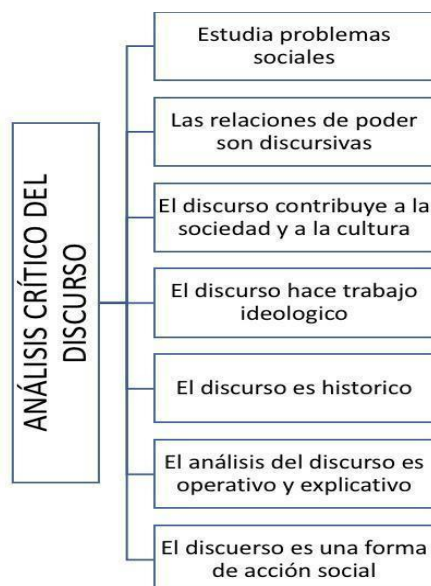 ANÁLISIS CRÍTICO DEL
DISCURSO
Estudia problemas
sociales
Las relaciones de poder
son discursivas
El discurso contribuye a la
sociedad y a la cultura
El discurso hace trabajo
ideologico
El discurso es historico
El análisis del discurso es
operativo y explicativo
El discuerso es una forma
de acción social